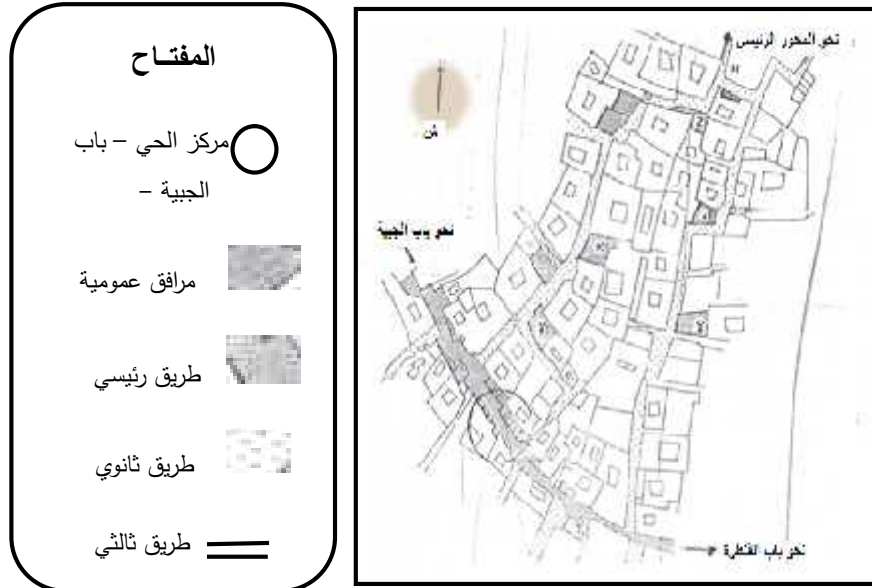 المفتــاح
مركز الحي – باب
الجبية –
مرافق عمومية
طريق رئيسي
طريق ثانوي
طريق ثالثي
نحو المحور الرئيسي
نحو باب الجبية
نحو باب القنطرة